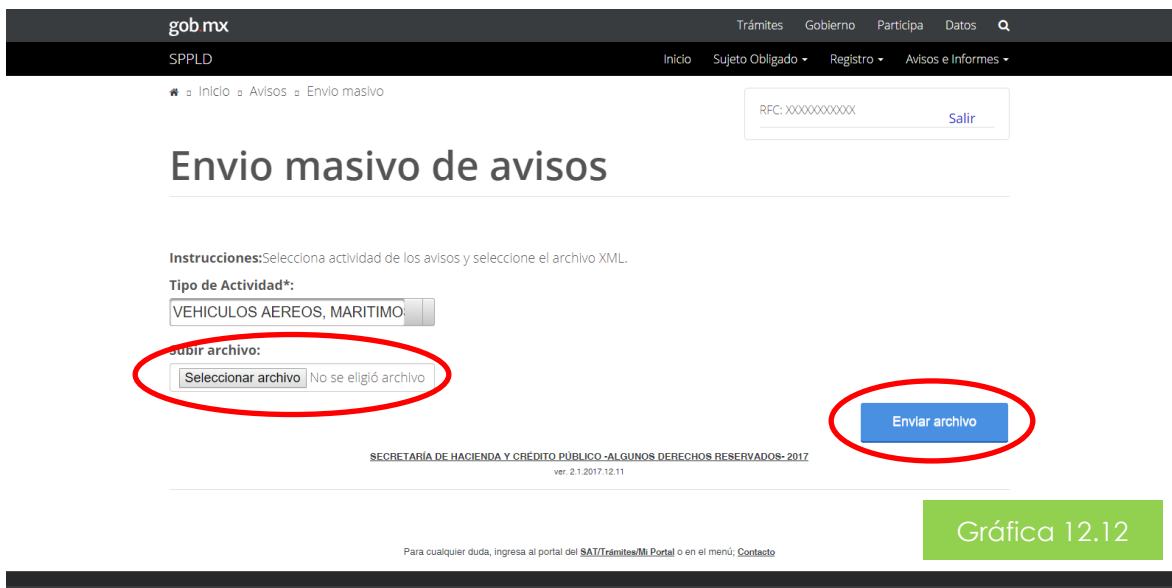 gob.mx
Trámites Gobierno Participa Datos
SPPLD
Inicio Sujeto Obligado Registro Avisos e Informes
Inicio Avisos Envio masivo
RFC: XXXXXXXXXXX
Salir
Envio masivo de avisos
Instrucciones:Selecciona actividad de los avisos y seleccione el archivo XML.
Tipo de Actividad*:
VEHICULOS AEREOS, MARITIMO
Subir archivo:
Seleccionar archivo No se eligió archivo
Enviar archivo
SECRETARÍA DE HACIENDA Y CRÉDITO PÚBLICO -ALGUNOS DERECHOS RESERVADOS- 2017
ver. 2.1.2017.12.11
Gráfica 12.12
Para cualquier duda, ingresa al portal del SAT/Trámites/Mi Portal o en el menú; Contacto